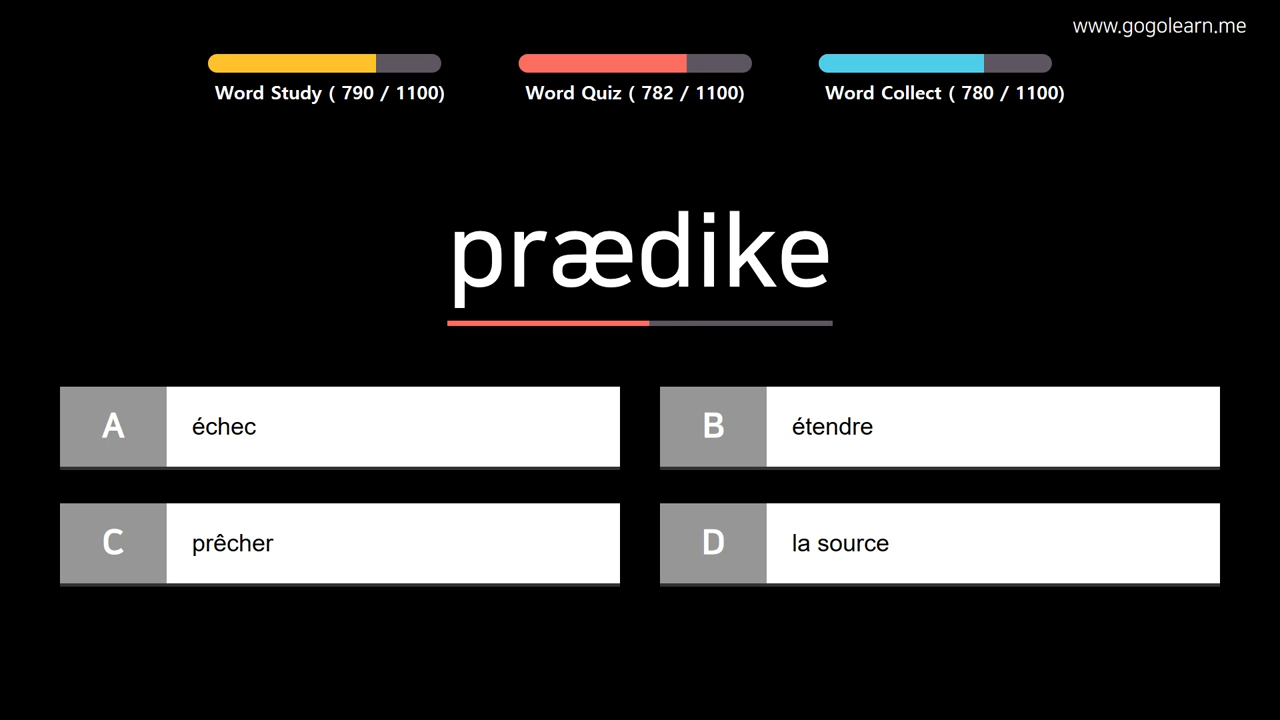 www.gogolearn.me
Word Study ( 790 / 1100)
Word Quiz ( 782 / 1100)
Word Collect ( 780 / 1100)
prædike
A
échec
B
étendre
C
prêcher
D
la source